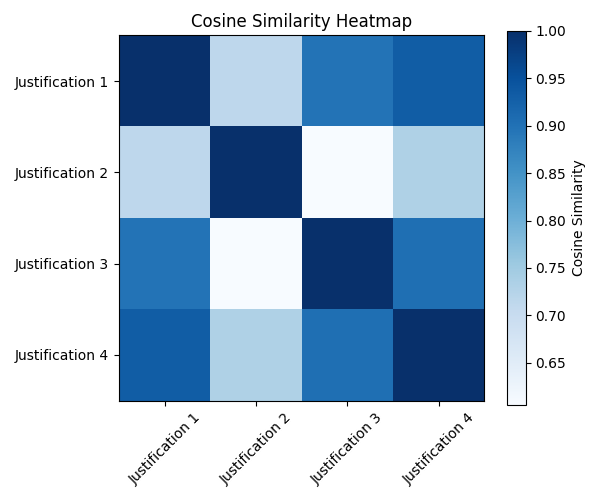 Cosine Similarity Heatmap
Justification 1
Justification 2
Justification 3
Justification 4
Justification 1
Justification 2
Justification 3
Justification 4
1.00
0.95
0.90
0.85
0.80
0.75
0.70
0.65
Cosine Similarity